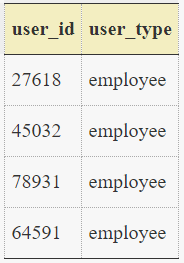 user_id user_type
27618 employee
45032 employee
78931 employee
64591 employee